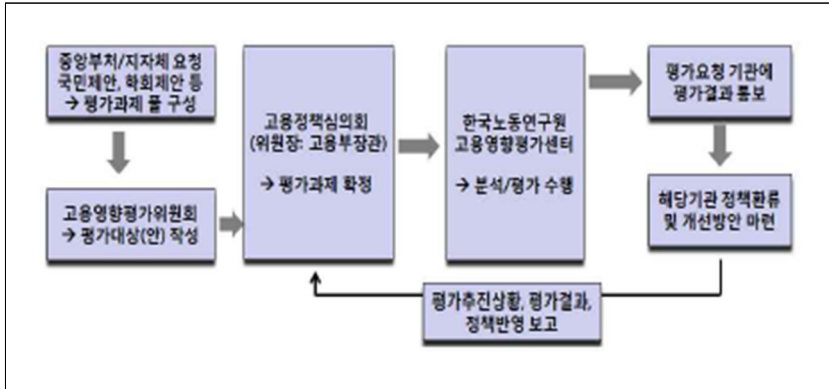 중앙부처/지자체 요청
국민제안, 학회제안 등
→ 평가과제 풀 구성
고용영향평가위원회
→ 평가대상(안) 작성
고용정책심의회
(위원장: 고용부장관)
→ 평가과제 확정
한국노동연구원
고용영향평가센터
→ 분석/평가 수행
평가요청 기관에
평가결과 통보
해당기관 정책환류
및 개선방안 마련
평가추진상황, 평가결과,
정책반영 보고